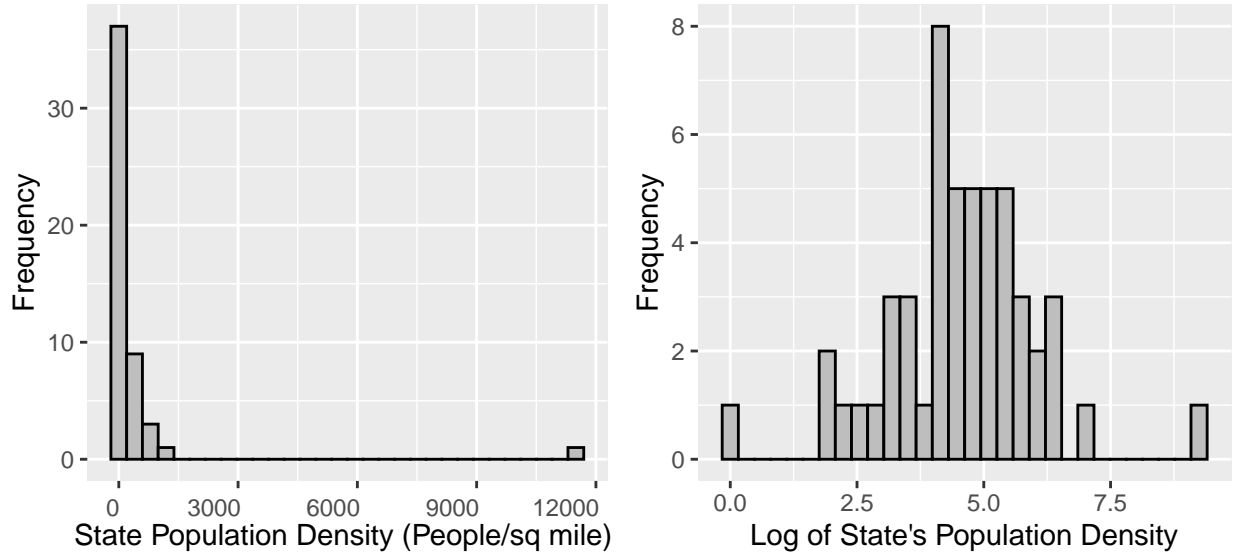 30
20
10
0
Frequency
0 3000 6000 9000 12000
State Population Density (People/sq mile)
8
6
4
2
0
Frequency
0.0 2.5 5.0 7.5
Log of State's Population Density